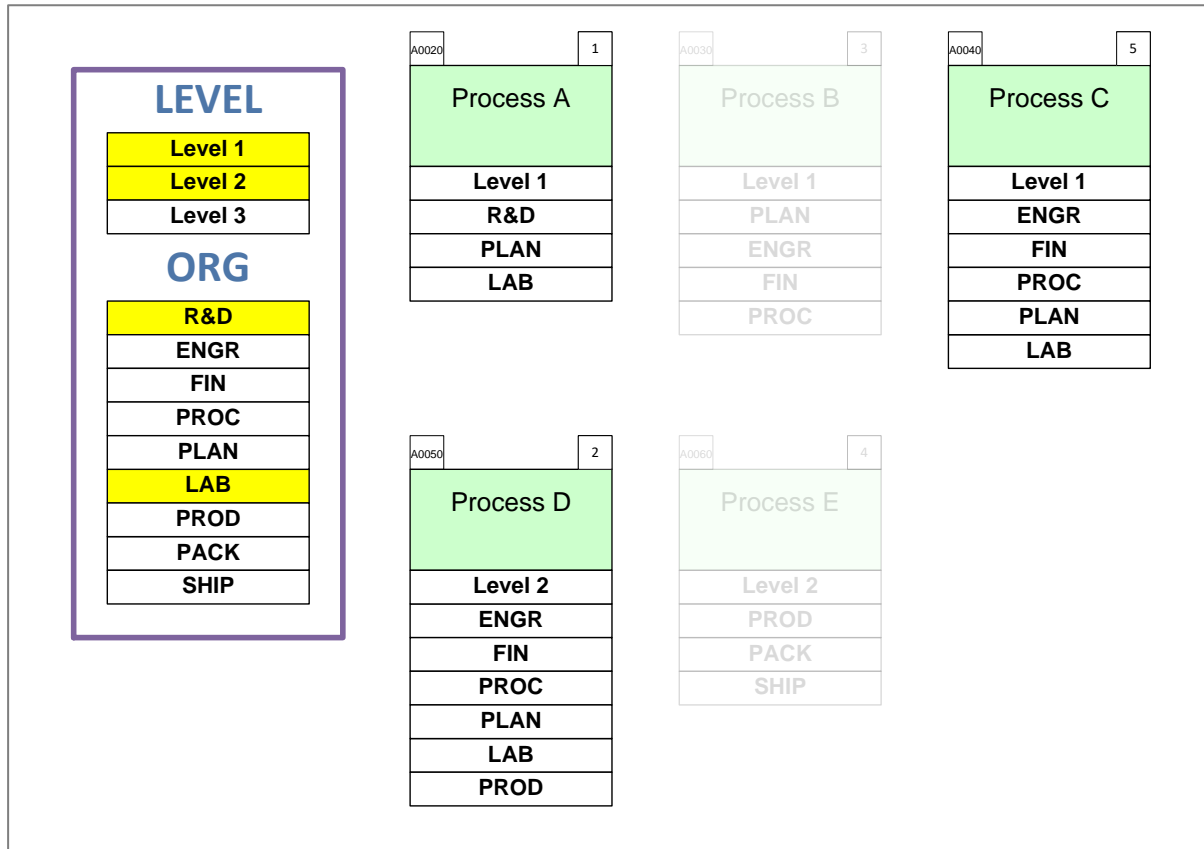 LEVEL
Level 1
Level 2
Level 3
ORG
R&D
ENGR
FIN
PROC
PLAN
LAB
PROD
PACK
SHIP
A0020 1
Process A
Level 1
R&D
PLAN
LAB
A0030 3
Process B
Level 1
PLAN
ENGR
FIN
PROC
A0040 5
Process C
Level 1
ENGR
FIN
PROC
PLAN
LAB
A0050 2
Process D
Level 2
ENGR
FIN
PROC
PLAN
LAB
PROD
A0060 4
Process E
Level 2
PROD
PACK
SHIP